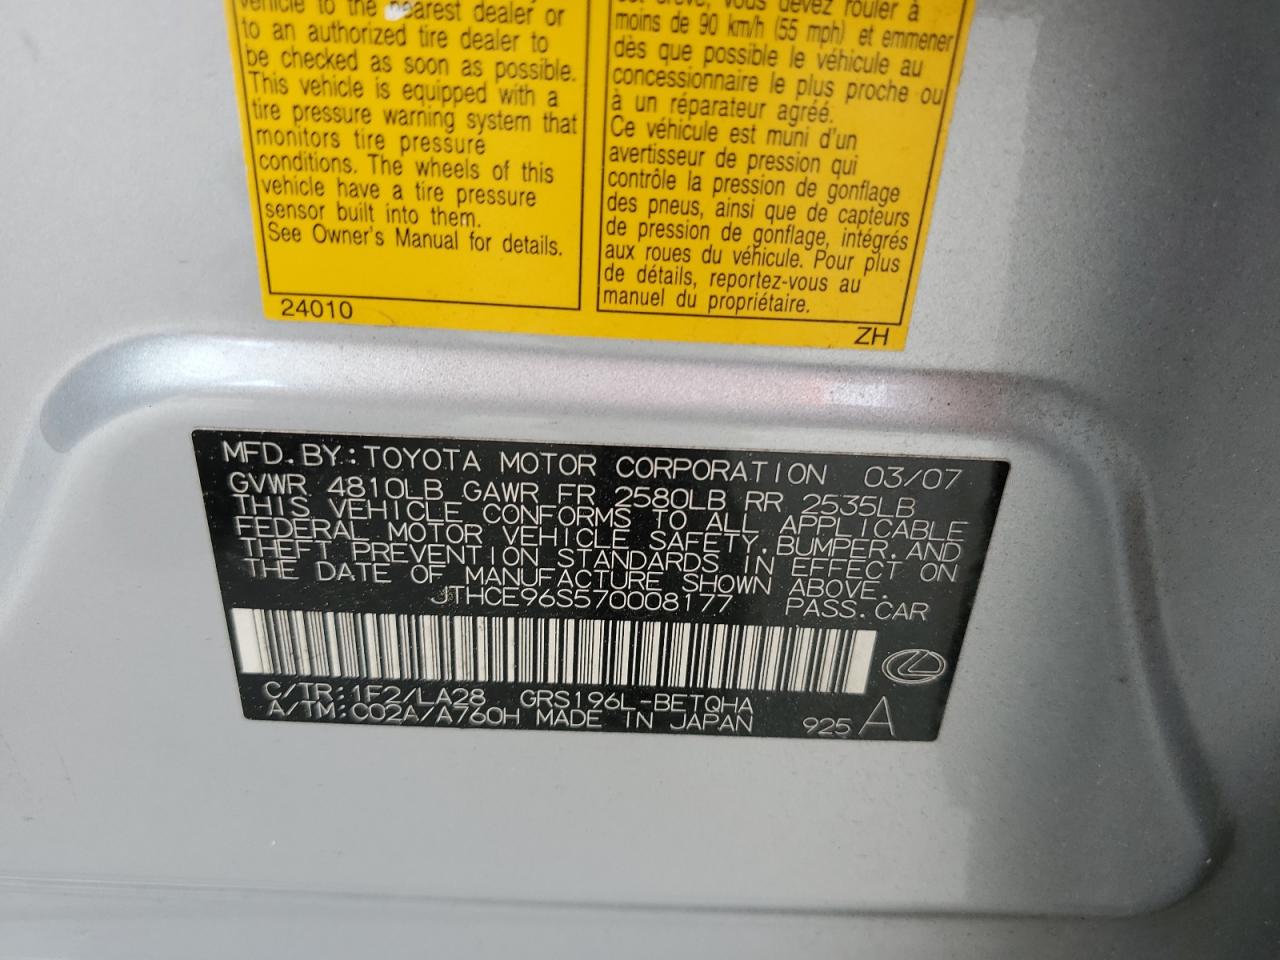 vehicle to the nearest dealer or
to an authorized tire dealer to
be checked as soon as possible.
This vehicle is equipped with a
tire pressure warning system that
monitors tire pressure
conditions. The wheels of this
vehicle have a tire pressure
sensor built into them.
See Owner's Manual for details.
24010
vous devez rouler à
moins de 90 km/h (55 mph) et emmener
dès que possible le véhicule au
concessionnaire le plus proche ou
à un réparateur agréé.
Ce véhicule est muni d'un
avertisseur de pression qui
contrôle la pression de gonflage
des pneus, ainsi que de capteurs
de pression de gonflage, intégrés
aux roues du véhicule. Pour plus
de détails, reportez-vous au
manuel du propriétaire.
ZH
MFD. BY: TOYOTA MOTOR CORPORATION 03/07
GVWR 4810LB GAWR FR 2580LB RR 2535LB
THIS VEHICLE CONFORMS TO ALL APPLICABLE
FEDERAL MOTOR VEHICLE SAFETY, BUMPER, AND
THEFT PREVENTION STANDARDS IN EFFECT ON
THE DATE OF MANUFACTURE SHOWN ABOVE.
JTHCE96S570008177 PASS. CAR
C/TR: 1F2/LA28 GRS196L-BETQHA
A/TM: C02A/A760H MADE IN JAPAN 925 A